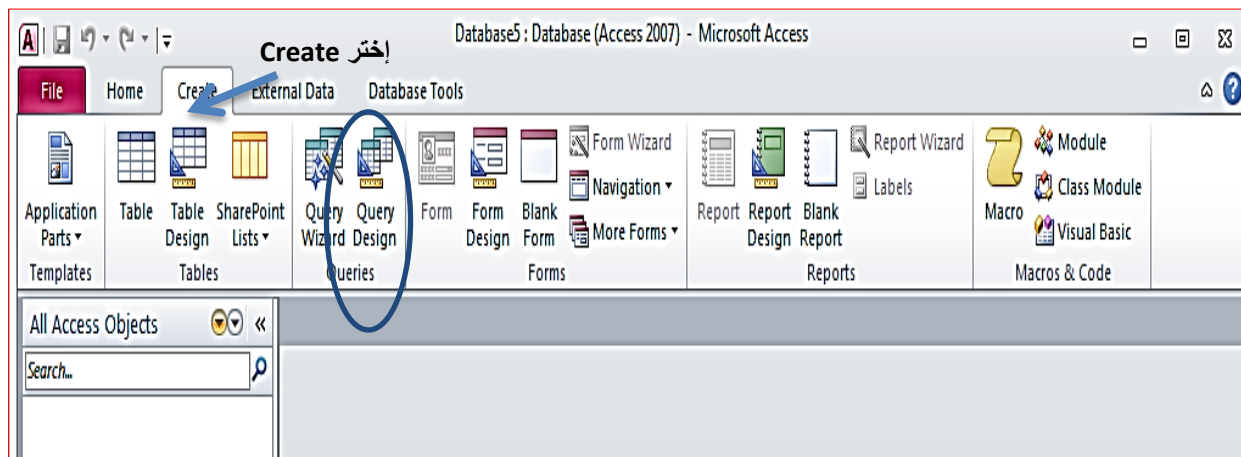 Database5 : Database (Access 2007) - Microsoft Access
إختر Create
File Home Create External Data Database Tools
Application Parts
Table
Table Design
SharePoint Lists
Query Wizard
Query Design
Form
Form Design
Blank Form
Form Wizard
Navigation
More Forms
Report
Report Design
Blank Report
Report Wizard
Labels
Macro
Module
Class Module
Visual Basic
Templates Tables Queries Forms Reports Macros & Code
All Access Objects
Search...